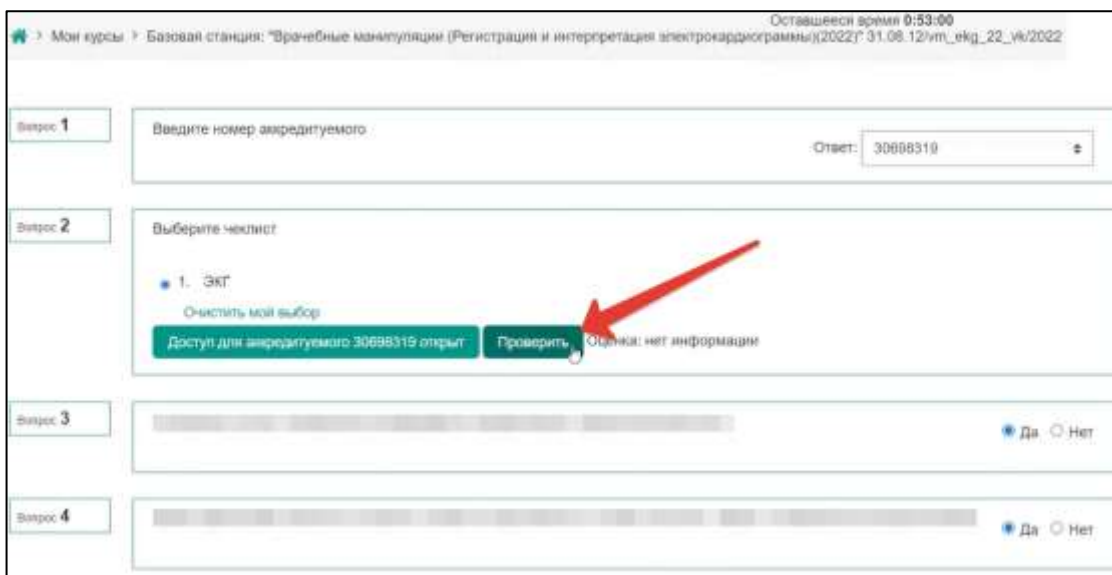 Оставшееся время 0:53:00
Мои курсы > Базовая станция: "Врачебные манипуляции (Регистрация и интерпретация электрокардиограммы)(2022)" 31.08.12/vm_ekg_22_vk/2022
Вопрос 1
Введите номер аккредитуемого
Ответ: 30698319
Вопрос 2
Выберите чеклист
1. ЭКГ
Очистить мой выбор
Доступ для аккредитуемого 30698319 открыт Проверить Оценка: нет информации
Вопрос 3
Да Нет
Вопрос 4
Да Нет